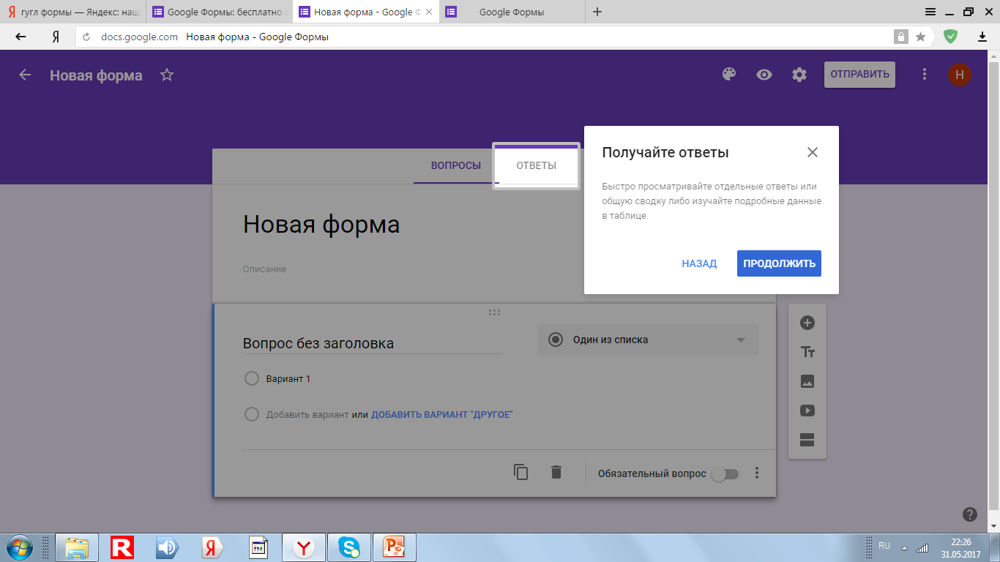 гугл формы — Яндекс: наш
Google Формы: бесплатно с
Новая форма - Google Ф
Google Формы
Я
docs.google.com Новая форма - Google Формы
Новая форма
ОТПРАВИТЬ
Н
ВОПРОСЫ
ОТВЕТЫ
Получайте ответы
Быстро просматривайте отдельные ответы или
общую сводку либо изучайте подробные данные
в таблице.
НАЗАД
ПРОДОЛЖИТЬ
Новая форма
Описание
Вопрос без заголовка
Один из списка
Вариант 1
Добавить вариант или ДОБАВИТЬ ВАРИАНТ "ДРУГОЕ"
Обязательный вопрос
RU
22:26
31.05.2017